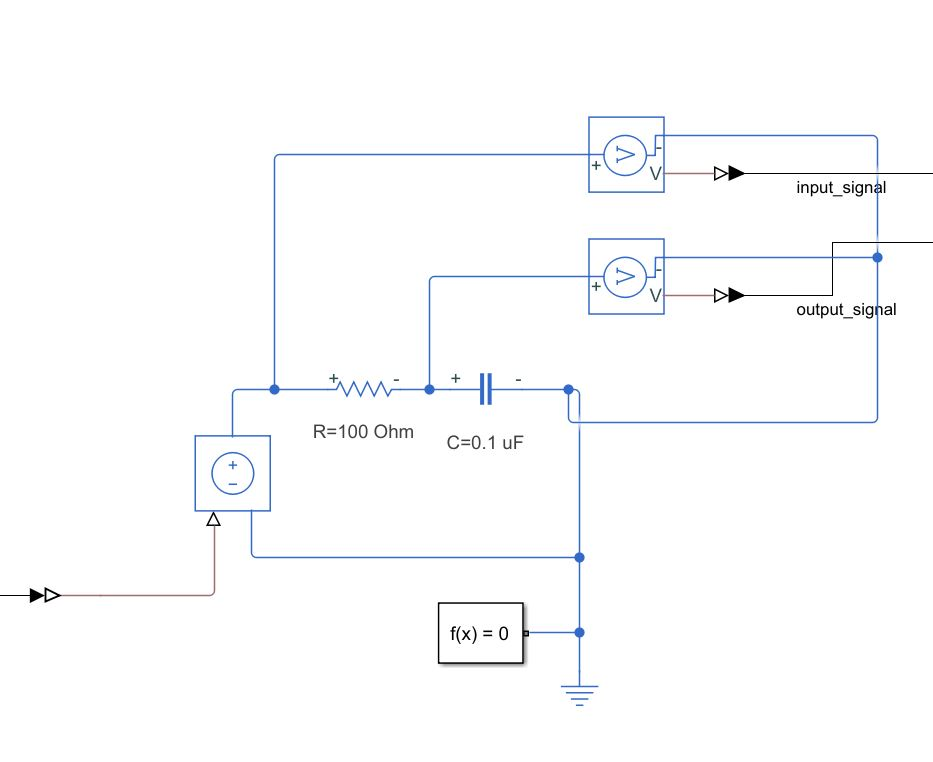 -
+
V
V
input_signal
-
+
V
V
output_signal
+
-
+
-
R=100 Ohm
C=0.1 uF
+
−
f(x) = 0